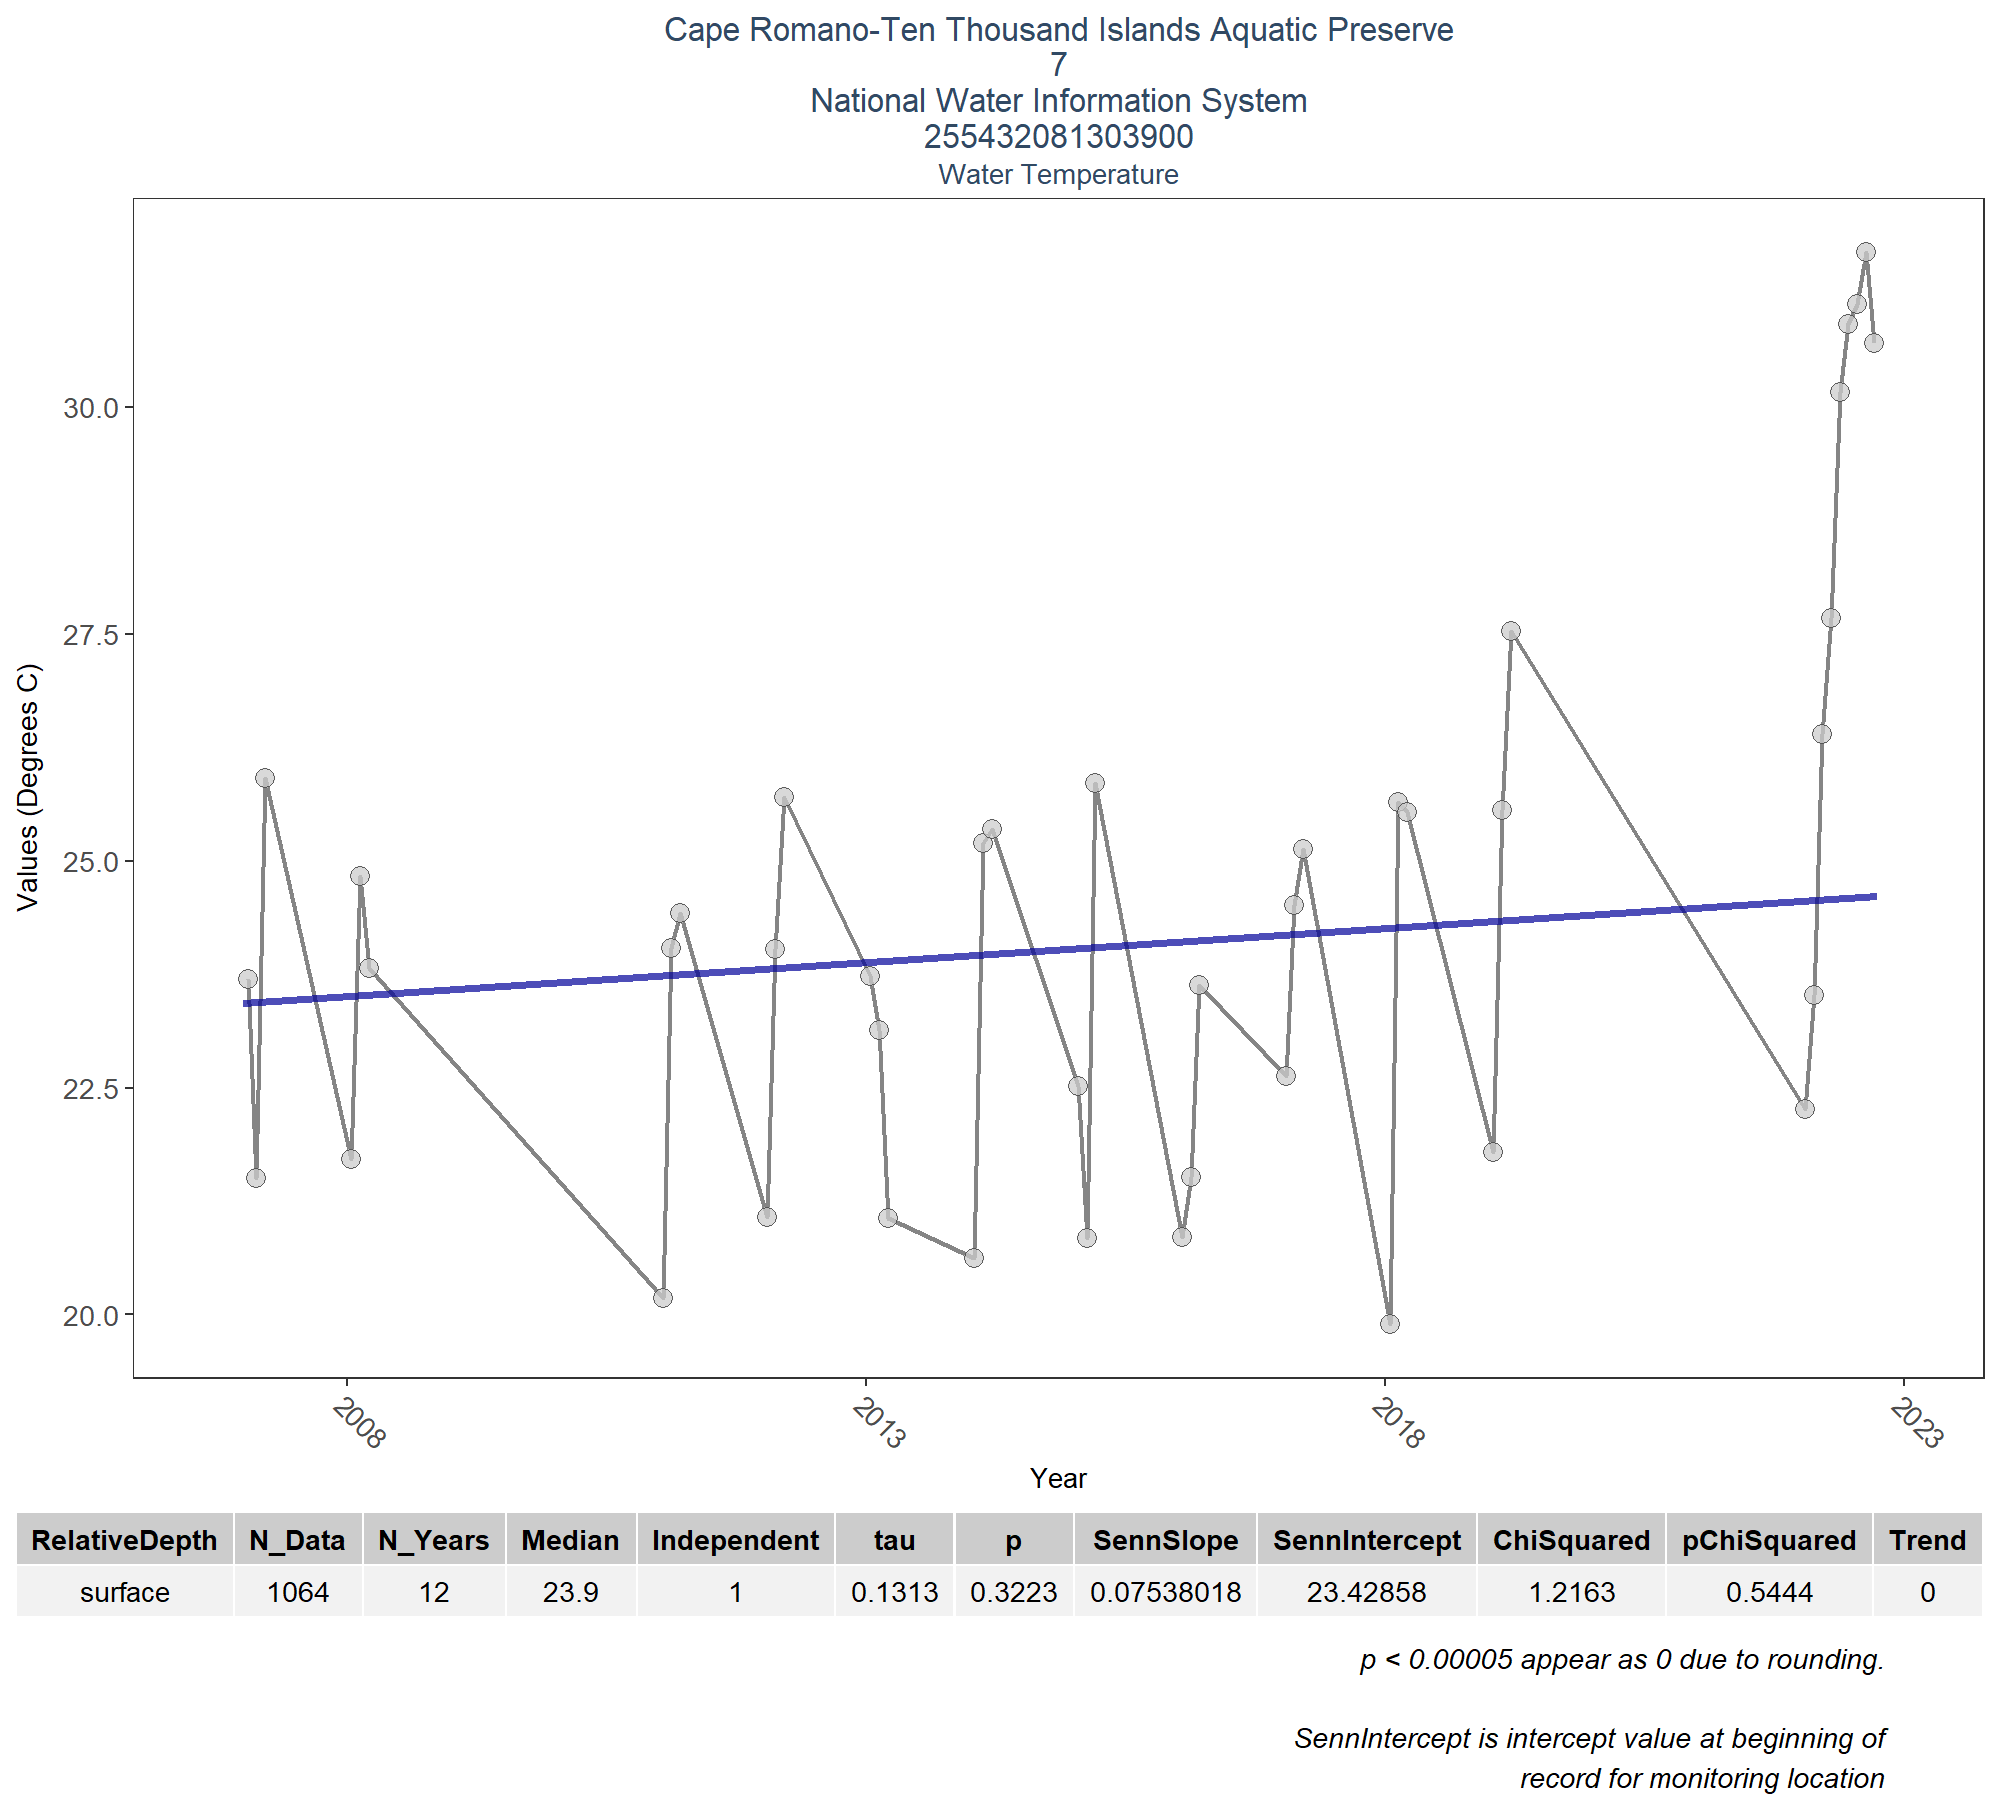 Cape Romano-Ten Thousand Islands Aquatic Preserve
7
National Water Information System
255432081303900
Water Temperature
Values (Degrees C)
30.0
27.5
25.0
22.5
20.0
2008 2013 2018 2023
Year
RelativeDepth N_Data N_Years Median Independent tau p SennSlope SennIntercept ChiSquared pChiSquared Trend
surface 1064 12 23.9 1 0.1313 0.3223 0.07538018 23.42858 1.2163 0.5444 0
p < 0.00005 appear as 0 due to rounding.
SennIntercept is intercept value at beginning of
record for monitoring location